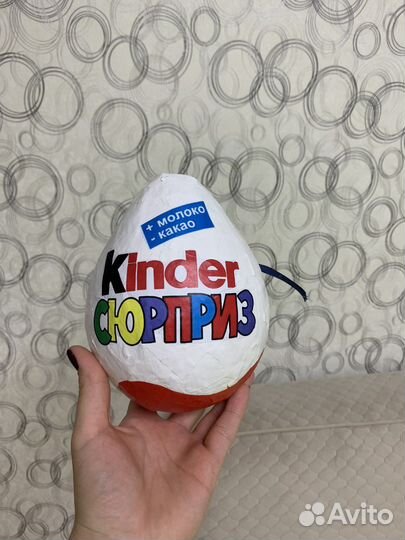 + молоко
- какао
Kinder
СЮРПРИЗ
Avito